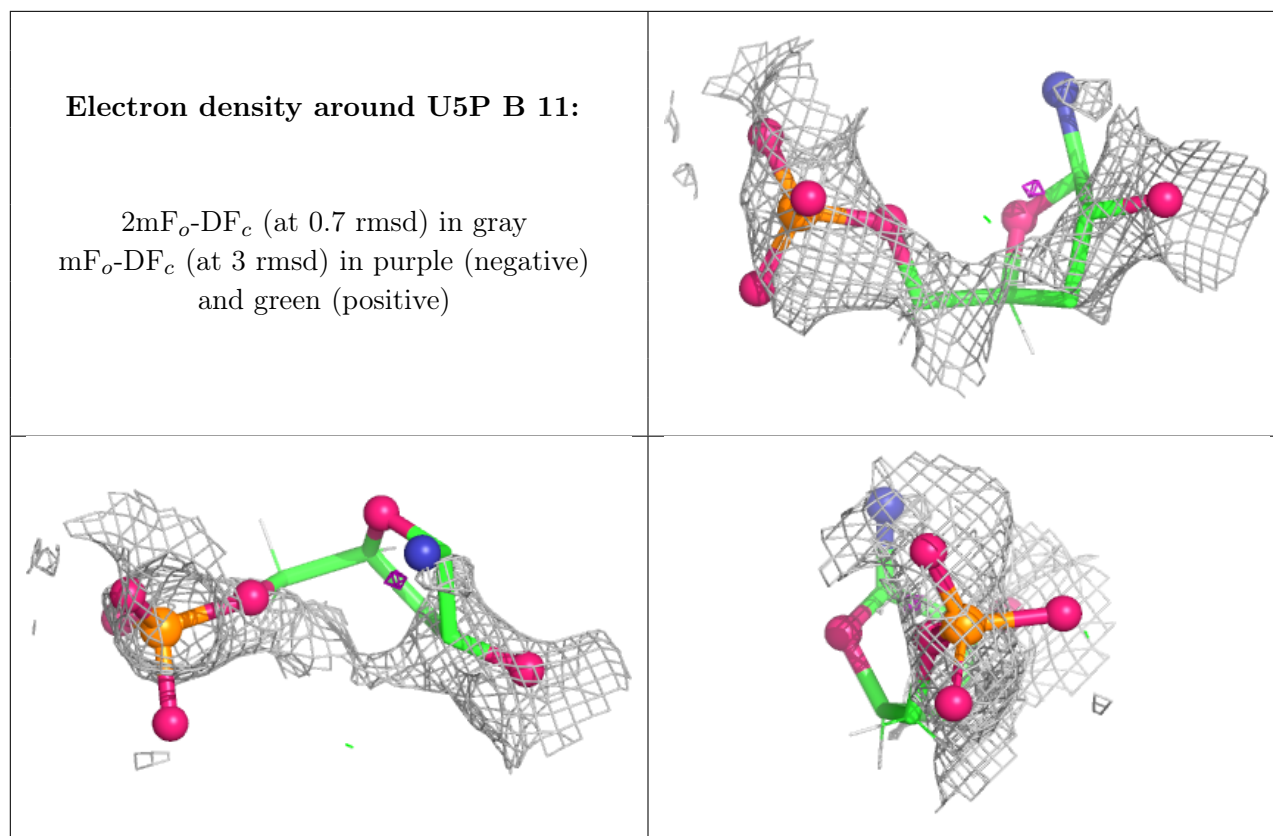 Electron density around U5P B 11:
2mFₒ-DF𝒸 (at 0.7 rmsd) in gray
mFₒ-DF𝒸 (at 3 rmsd) in purple (negative)
and green (positive)